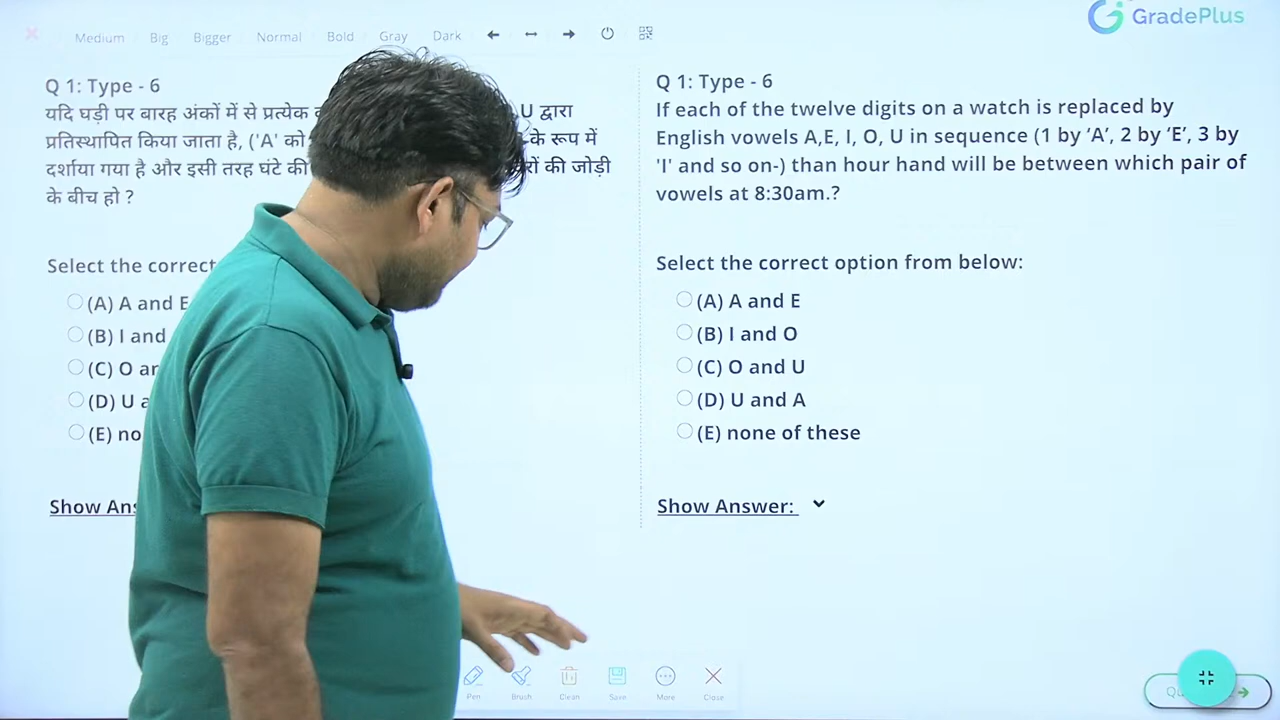 GradePlus
Medium Big Bigger Normal Bold Gray Dark
Q 1: Type - 6
यदि घड़ी पर बारह अंकों में से प्रत्येक U द्वारा
प्रतिस्थापित किया जाता है, ('A' को के रूप में
दर्शाया गया है और इसी तरह घंटे की की जोड़ी
के बीच हो ?
Select the correct
(A) A and E
(B) I and
(C) O
(D) U
(E)
Show
Q 1: Type - 6
If each of the twelve digits on a watch is replaced by
English vowels A,E, I, O, U in sequence (1 by ‘A’, 2 by ‘E’, 3 by
'I' and so on-) than hour hand will be between which pair of
vowels at 8:30am.?
Select the correct option from below:
(A) A and E
(B) I and O
(C) O and U
(D) U and A
(E) none of these
Show Answer:
Pen Brush Clean Save More Close